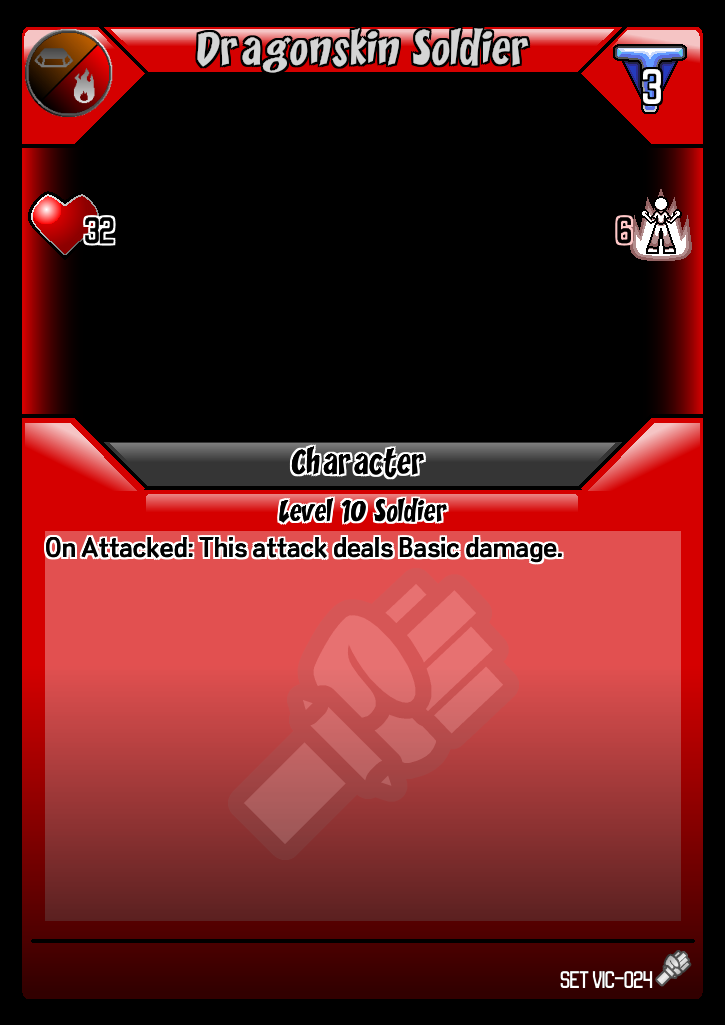 Dragonskin Soldier
3
32
6
Character
Level 10 Soldier
On Attacked: This attack deals Basic damage.
SET VIC-024